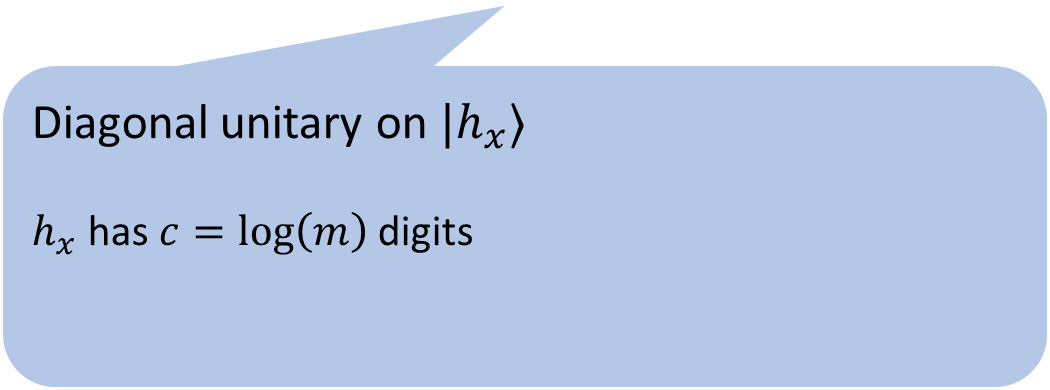 Diagonal unitary on |ℎₓ⟩
ℎₓ has 𝑐 = log(𝑚) digits